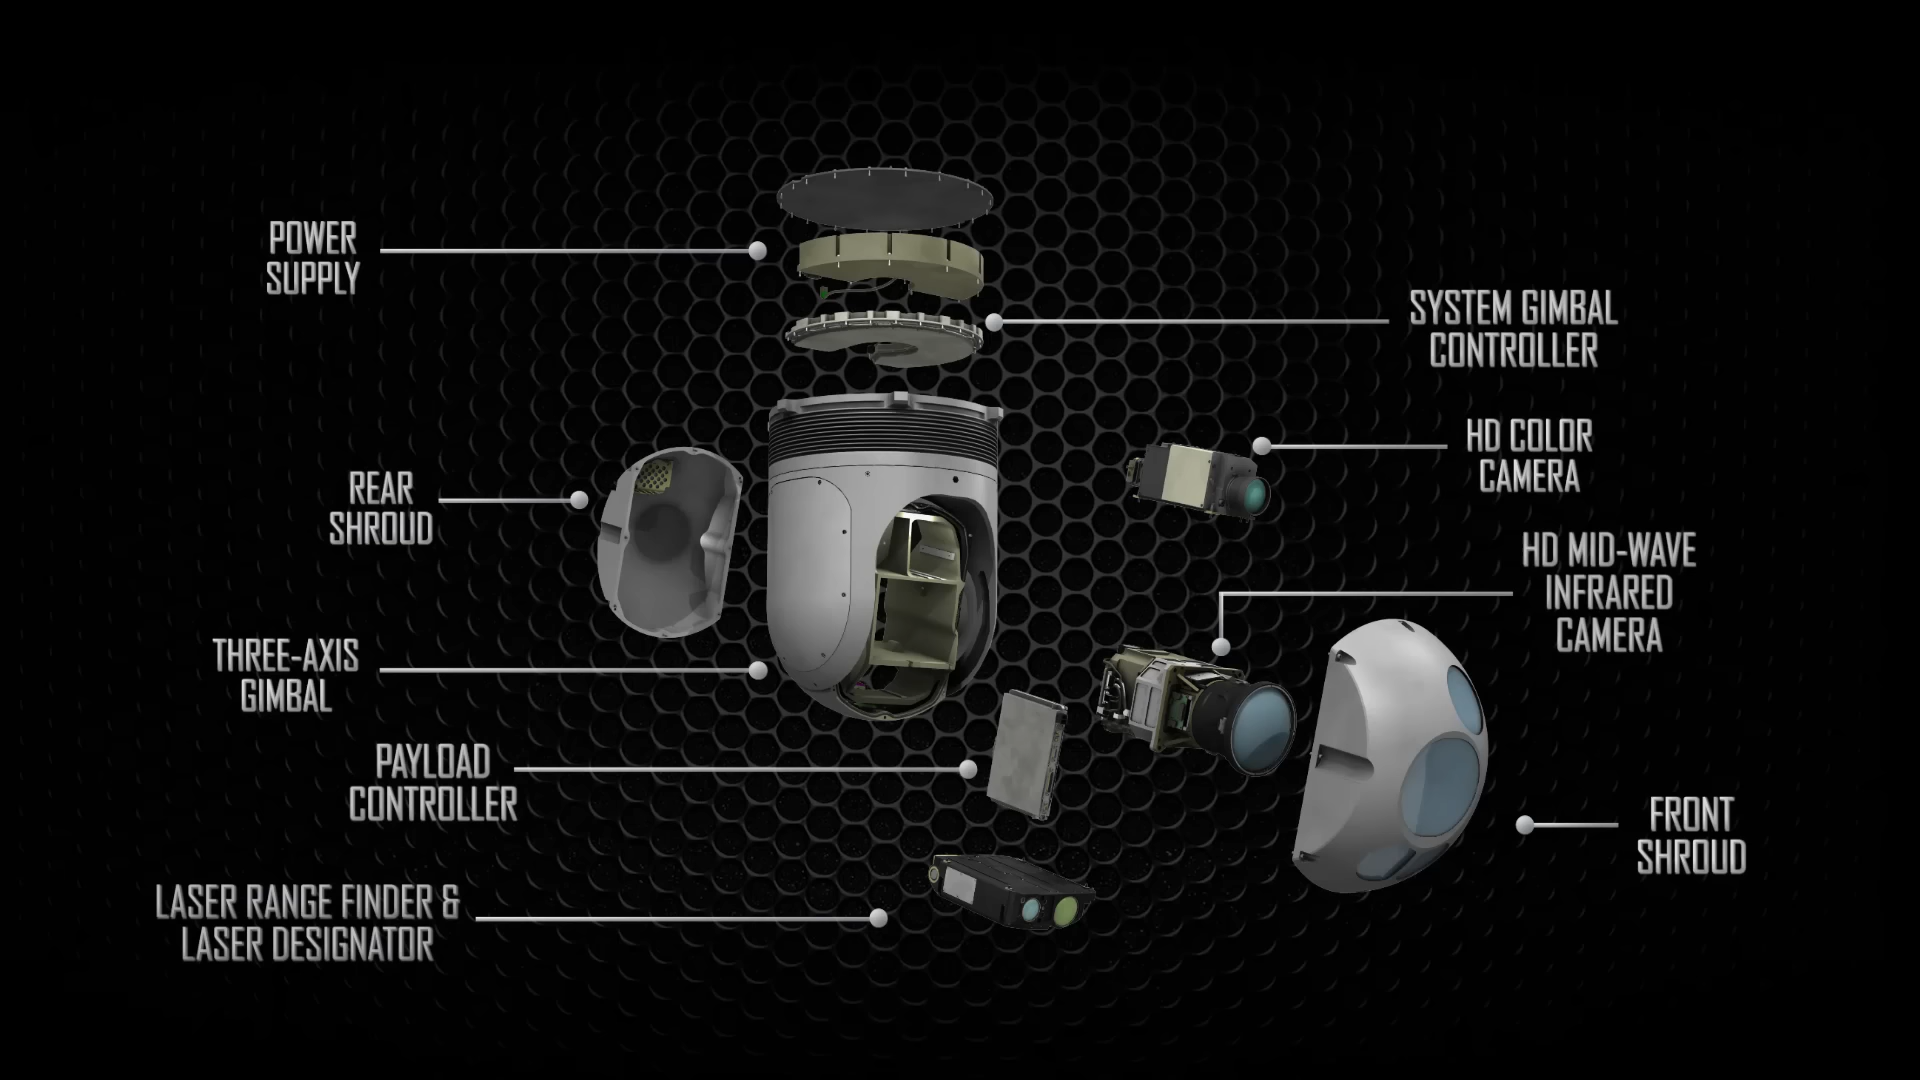 POWER
SUPPLY
SYSTEM GIMBAL
CONTROLLER
HD COLOR
CAMERA
REAR
SHROUD
HD MID-WAVE
INFRARED
CAMERA
THREE-AXIS
GIMBAL
PAYLOAD
CONTROLLER
FRONT
SHROUD
LASER RANGE FINDER &
LASER DESIGNATOR